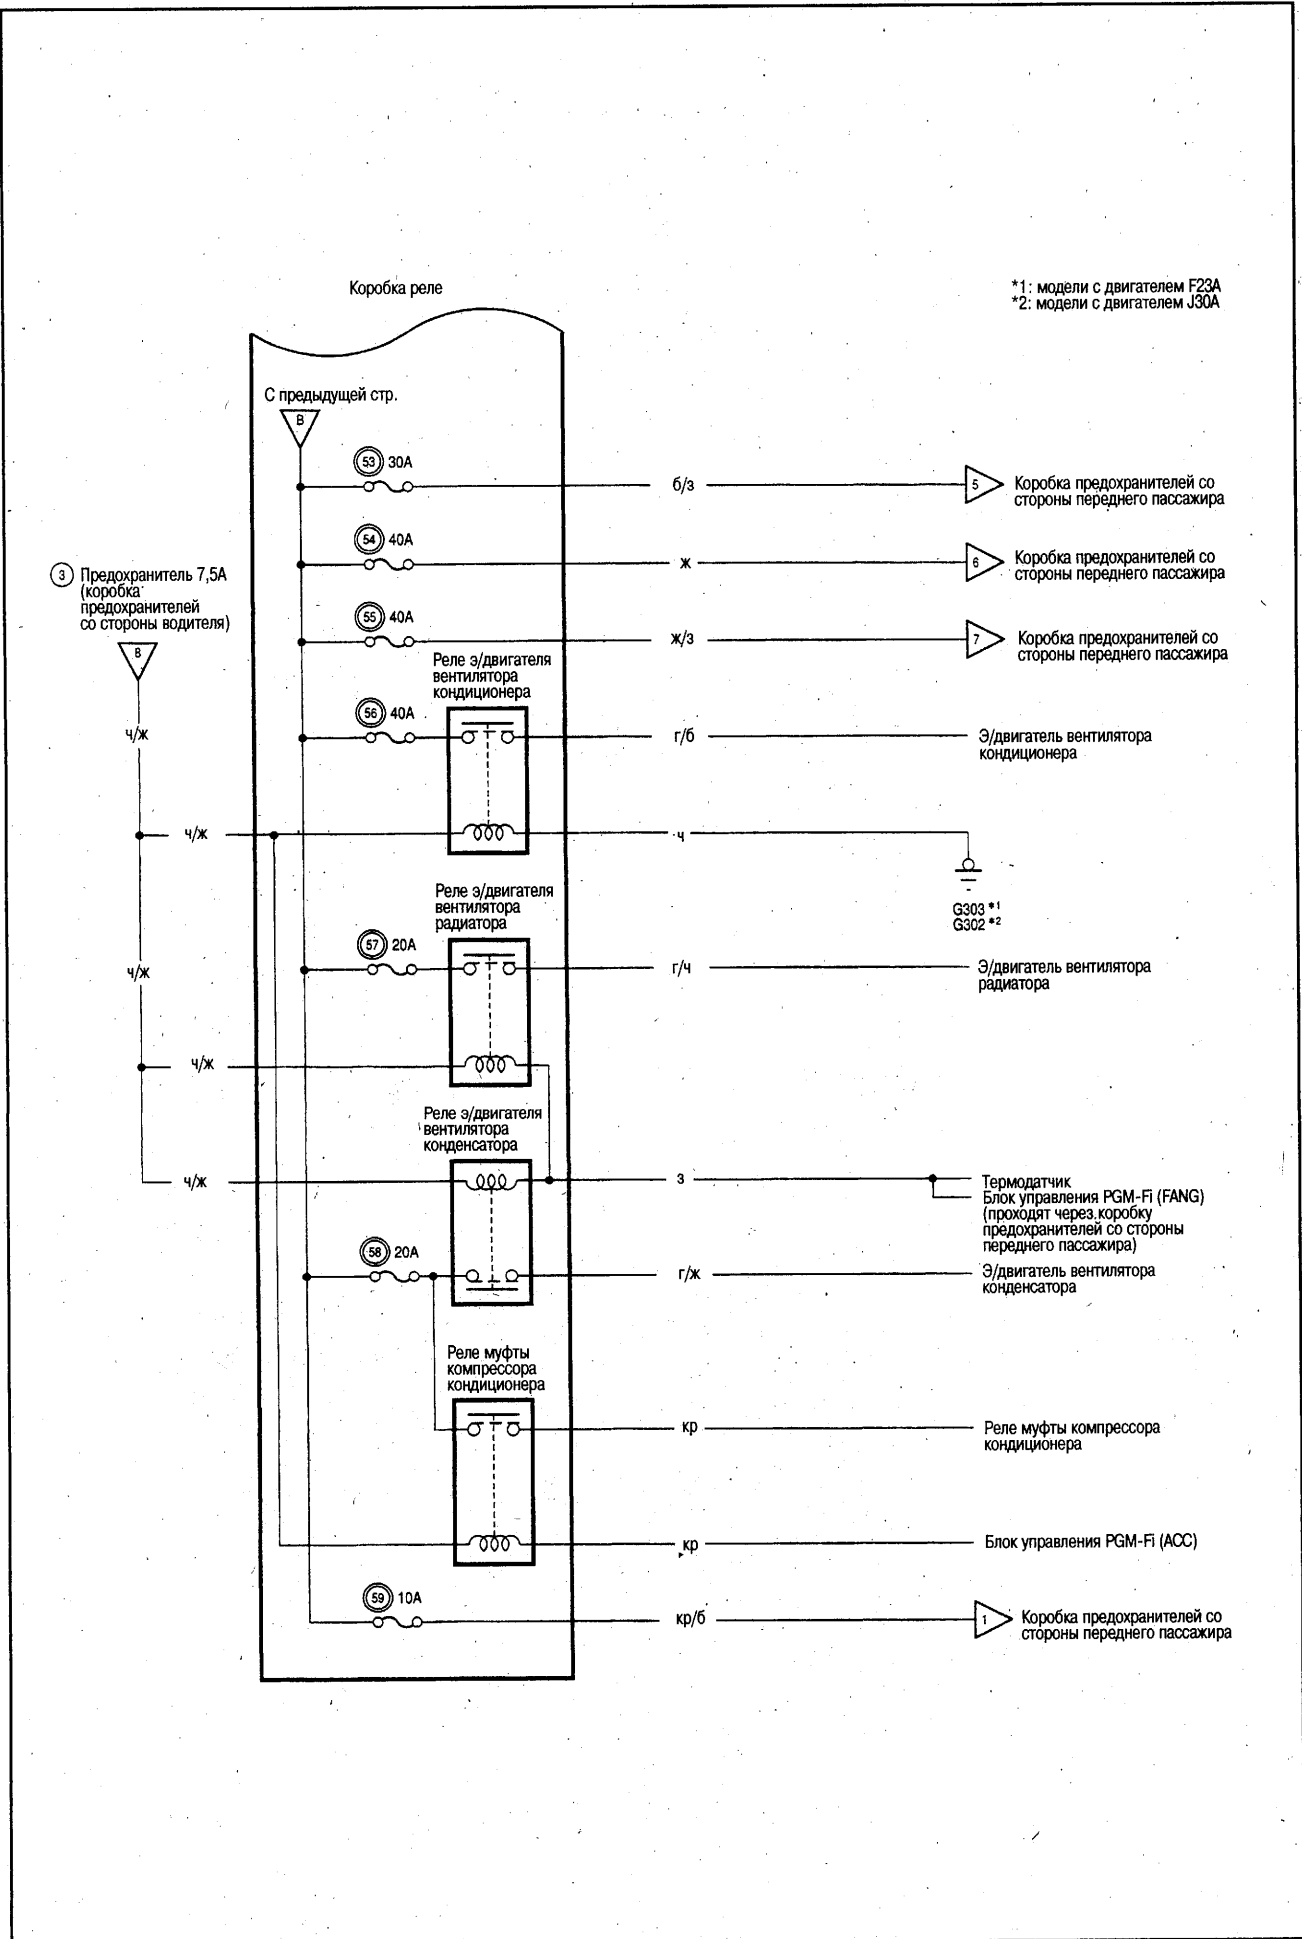 Коробка реле
*1: модели с двигателем F23A
*2: модели с двигателем J30A
С предыдущей стр.
B
53 30A
б/з
5
Коробка предохранителей со
стороны переднего пассажира
54 40A
ж
6
Коробка предохранителей со
стороны переднего пассажира
3 Предохранитель 7,5А
(коробка
предохранителей
со стороны водителя)
B
55 40A
ж/з
7
Коробка предохранителей со
стороны переднего пассажира
Реле э/двигателя
вентилятора
кондиционера
56 40A
ч/ж
г/б
Э/двигатель вентилятора
кондиционера
ч/ж
ч
G303 *1
G302 *2
Реле э/двигателя
вентилятора
радиатора
57 20A
ч/ж
г/ч
Э/двигатель вентилятора
радиатора
ч/ж
Реле э/двигателя
вентилятора
конденсатора
ч/ж
з
Термодатчик
Блок управления PGM-Fi (FANG)
(проходят через коробку
предохранителей со стороны
переднего пассажира)
58 20A
г/ж
Э/двигатель вентилятора
конденсатора
Реле муфты
компрессора
кондиционера
кр
Реле муфты компрессора
кондиционера
кр
Блок управления PGM-Fi (ACC)
59 10A
кр/б
1
Коробка предохранителей со
стороны переднего пассажира